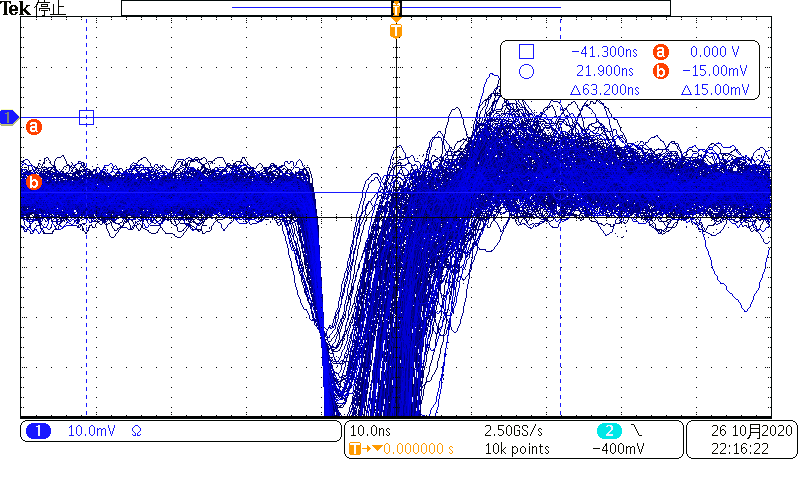 Tek 停止
T
T
−41.300ns a 0.000 V
21.900ns b −15.00mV
Δ63.200ns Δ15.00mV
1
a
b
1 10.0mV Ω
10.0ns 2.50GS/s 2
T→▼0.000000 s 10k points −400mV
26 10月2020
22:16:22